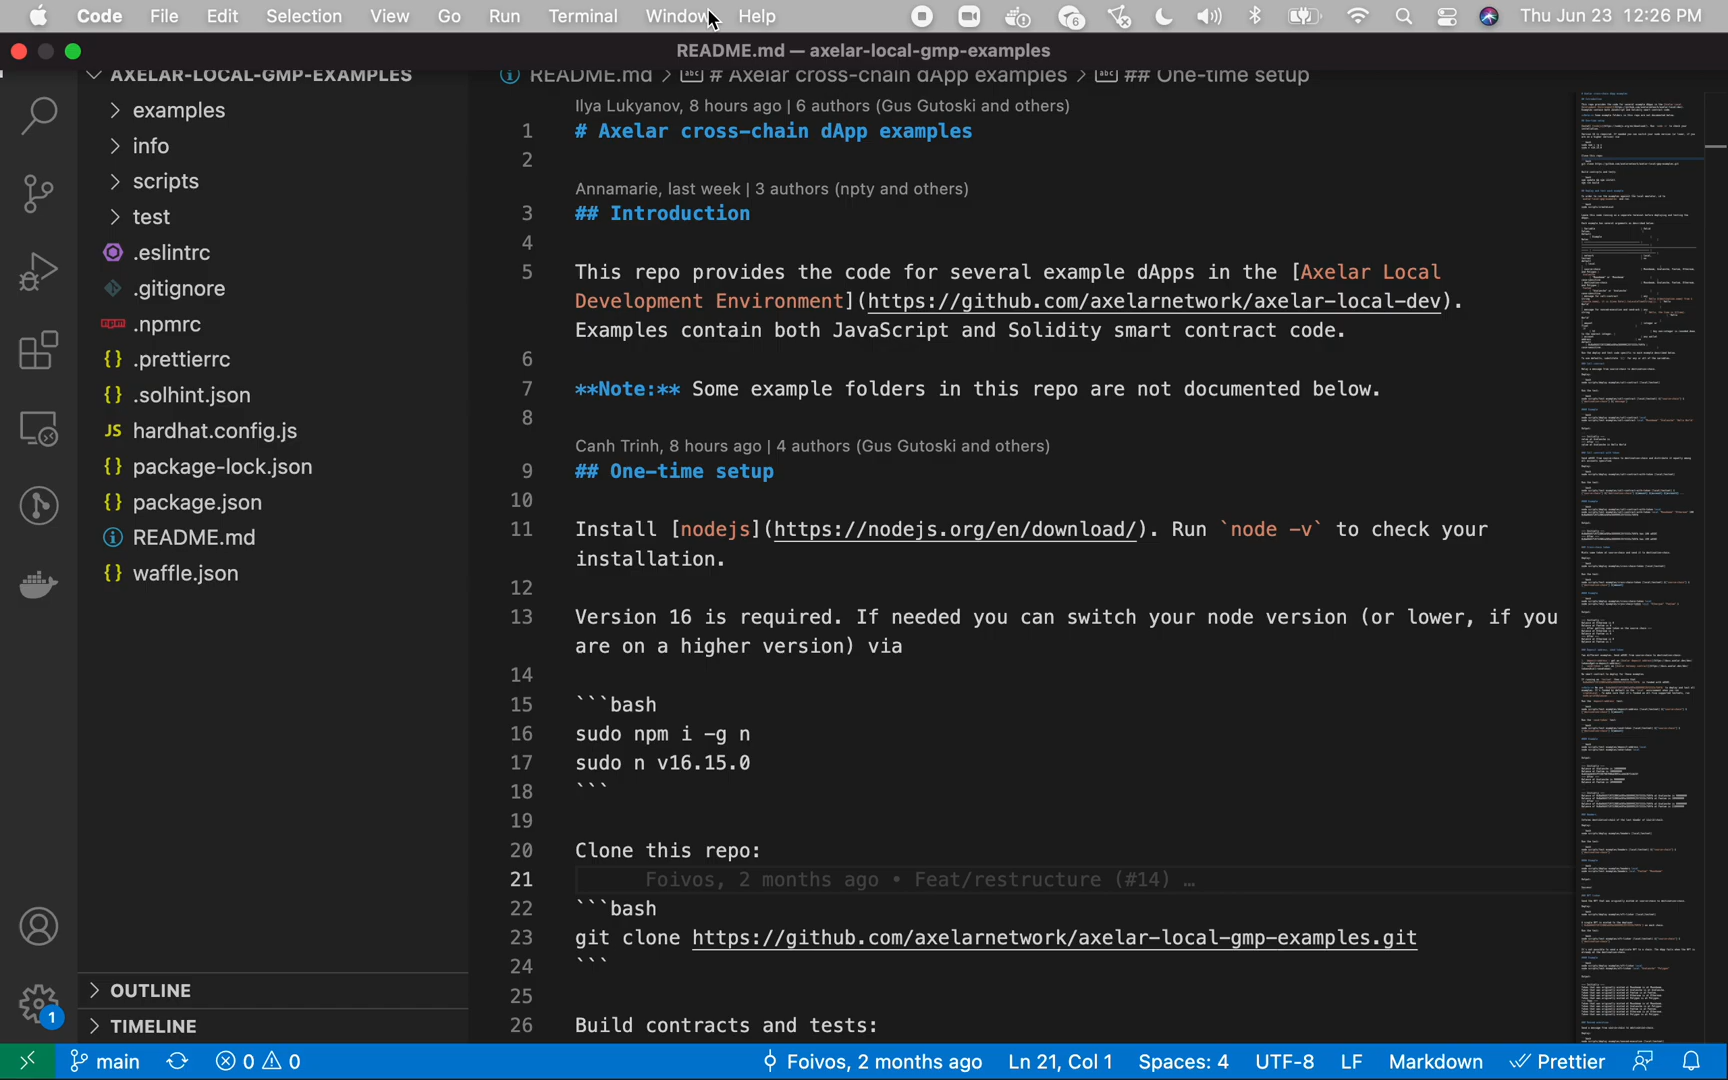 Code File Edit Selection View Go Run Terminal Window Help 6 Thu Jun 23 12:26 PM
README.md — axelar-local-gmp-examples
AXELAR-LOCAL-GMP-EXAMPLES
README.md > # Axelar cross-chain dApp examples > ## One-time setup
examples
info
scripts
test
.eslintrc
.gitignore
.npmrc
.prettierrc
.solhint.json
JS hardhat.config.js
package-lock.json
package.json
README.md
waffle.json
OUTLINE
TIMELINE
1
Ilya Lukyanov, 8 hours ago | 6 authors (Gus Gutoski and others)
1 # Axelar cross-chain dApp examples
2
Annamarie, last week | 3 authors (npty and others)
3 ## Introduction
4
5 This repo provides the code for several example dApps in the [Axelar Local
Development Environment](https://github.com/axelarnetwork/axelar-local-dev).
Examples contain both JavaScript and Solidity smart contract code.
6
7 **Note:** Some example folders in this repo are not documented below.
8
Canh Trinh, 8 hours ago | 4 authors (Gus Gutoski and others)
9 ## One-time setup
10
11 Install [nodejs](https://nodejs.org/en/download/). Run `node -v` to check your
installation.
12
13 Version 16 is required. If needed you can switch your node version (or lower, if you
are on a higher version) via
14
15 ```bash
16 sudo npm i -g n
17 sudo n v16.15.0
18 ```
19
20 Clone this repo:
21 Foivos, 2 months ago • Feat/restructure (#14) …
22 ```bash
23 git clone https://github.com/axelarnetwork/axelar-local-gmp-examples.git
24 ```
25
26 Build contracts and tests:
main 0 0 Foivos, 2 months ago Ln 21, Col 1 Spaces: 4 UTF-8 LF Markdown Prettier